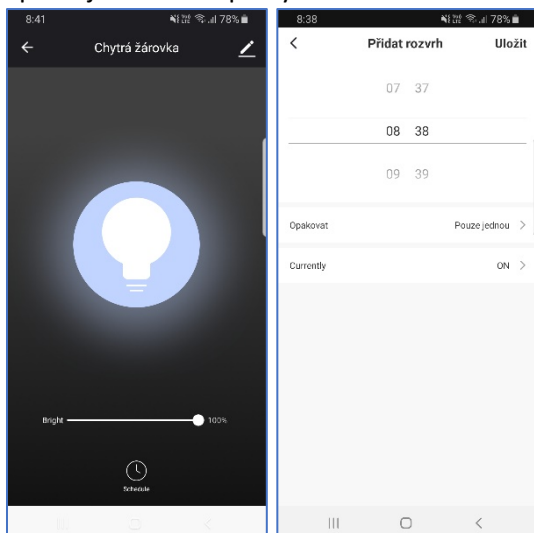 8:41 78%
Chytrá žárovka
Bright 100%
Schedule
8:38 78%
Přidat rozvrh Uložit
07 37
08 38
09 39
Opakovat Pouze jednou
Currently ON